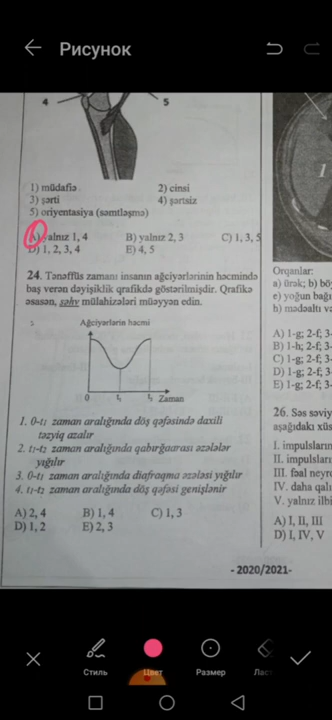 Рисунок
4
5
1) müdafiə
2) cinsi
3) şərti
4) şərtsiz
5) oriyentasiya (səmtləşmə)
A) yalnız 1, 4
B) yalnız 2, 3
C) 1, 3, 5
D) 1, 2, 3, 4
E) 4, 5
24. Tənəffüs zamanı insanın ağciyərlərinin həcmində
baş verən dəyişiklik qrafikdə göstərilmişdir. Qrafikə
əsasən, səhv mülahizələri müəyyən edin.
Ağciyərlərin həcmi
0
t₁
t₂
Zaman
1. 0-t₁ zaman aralığında döş qəfəsində daxili
təzyiq azalır
2. t₁-t₂ zaman aralığında qabırğaarası əzələlər
yığılır
3. 0-t₁ zaman aralığında diafraqma əzələsi yığılır
4. t₁-t₂ zaman aralığında döş qəfəsi genişlənir
A) 2, 4
B) 1, 4
C) 1, 3
D) 1, 2
E) 2, 3
- 2020/2021-
1
Orqanlar:
a) ürək; b) böy
e) yoğun bağı
h) mədəaltı və
A) 1-g; 2-f; 3-
B) 1-h; 2-f; 3-
C) 1-g; 2-f; 3-
D) 1-g; 2-f; 3-
E) 1-g; 2-f; 3-
26. Səs səviy
aşağıdakı xüs
I. impulsların
II. impulsları
III. fəal neyro
IV. daha qalı
V. yalnız ilbi
A) I, II, III
D) I, IV, V
Стиль
Цвет
Размер
Ласт